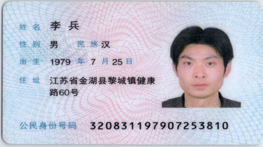 姓名 李兵
性别 男 民族 汉
出生 1979 年 7 月 25 日
住址 江苏省金湖县黎城镇健康
路60号
公民身份号码 320831197907253810